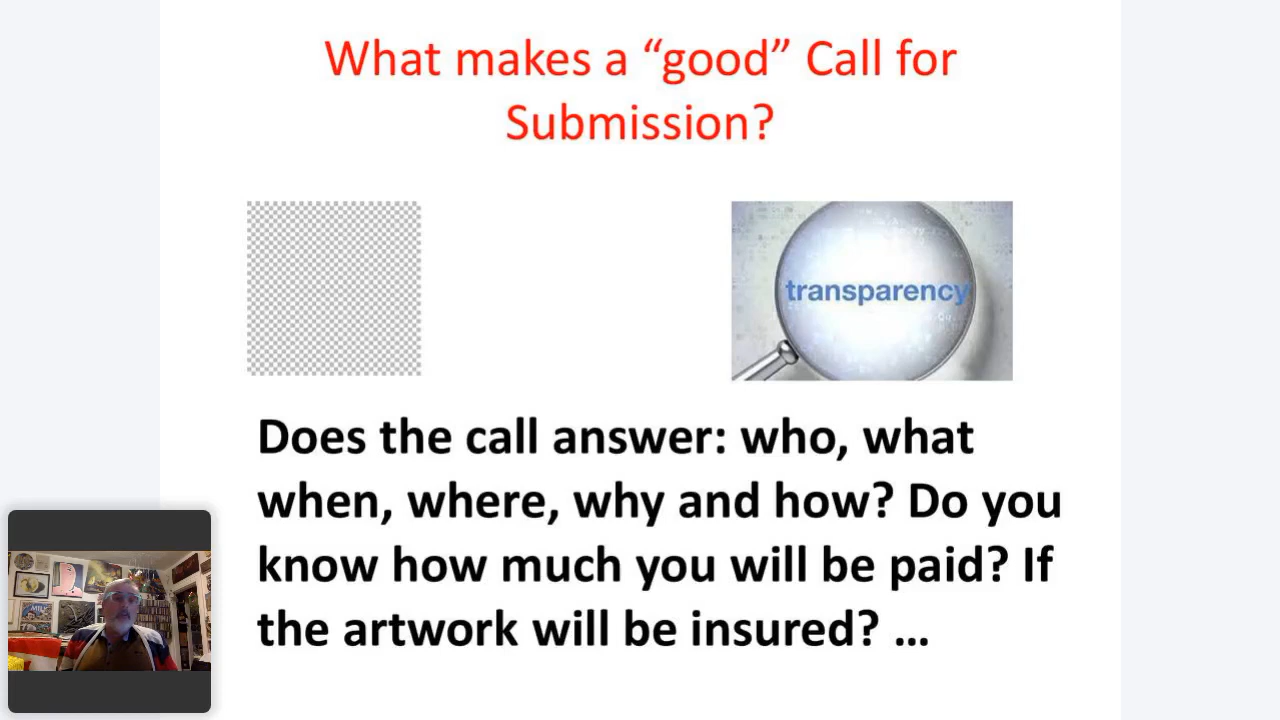 What makes a “good” Call for
Submission?
transparency
Does the call answer: who, what
when, where, why and how? Do you
know how much you will be paid? If
the artwork will be insured? ...
MILK